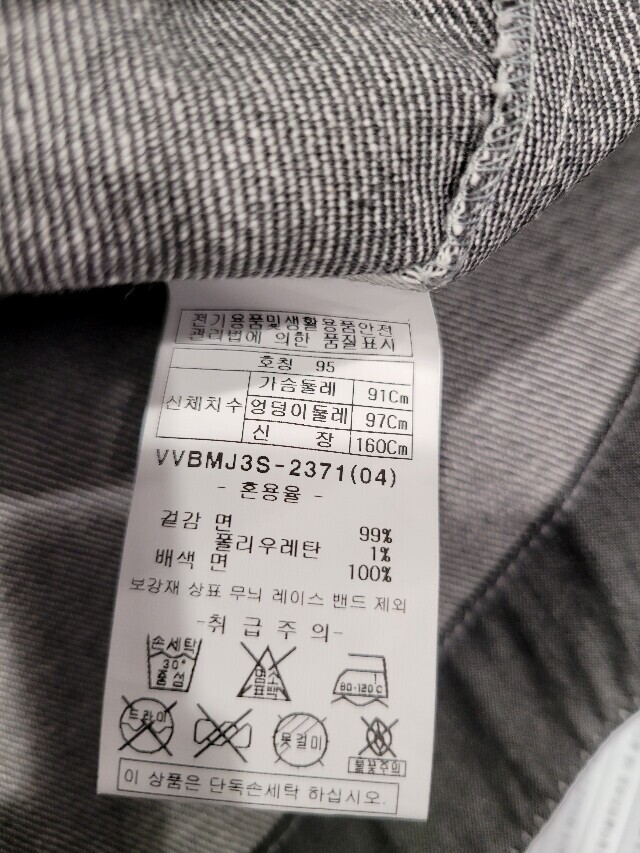 전기용품및생활용품안전
관리법에 의한 품질표시
호칭 95
신체치수
가슴둘레 91Cm
엉덩이둘레 97Cm
신 장 160Cm
VVBMJ3S-2371(04)
- 혼용율 -
겉감 면 99%
폴리우레탄 1%
배색 면 100%
보강재 상표 무늬 레이스 밴드 제외
-취 급 주 의-
손세탁
30°
중성
염소
표백
1
80-120℃
드라이
옷걸이
불꽃주의
이 상품은 단독손세탁 하십시오.